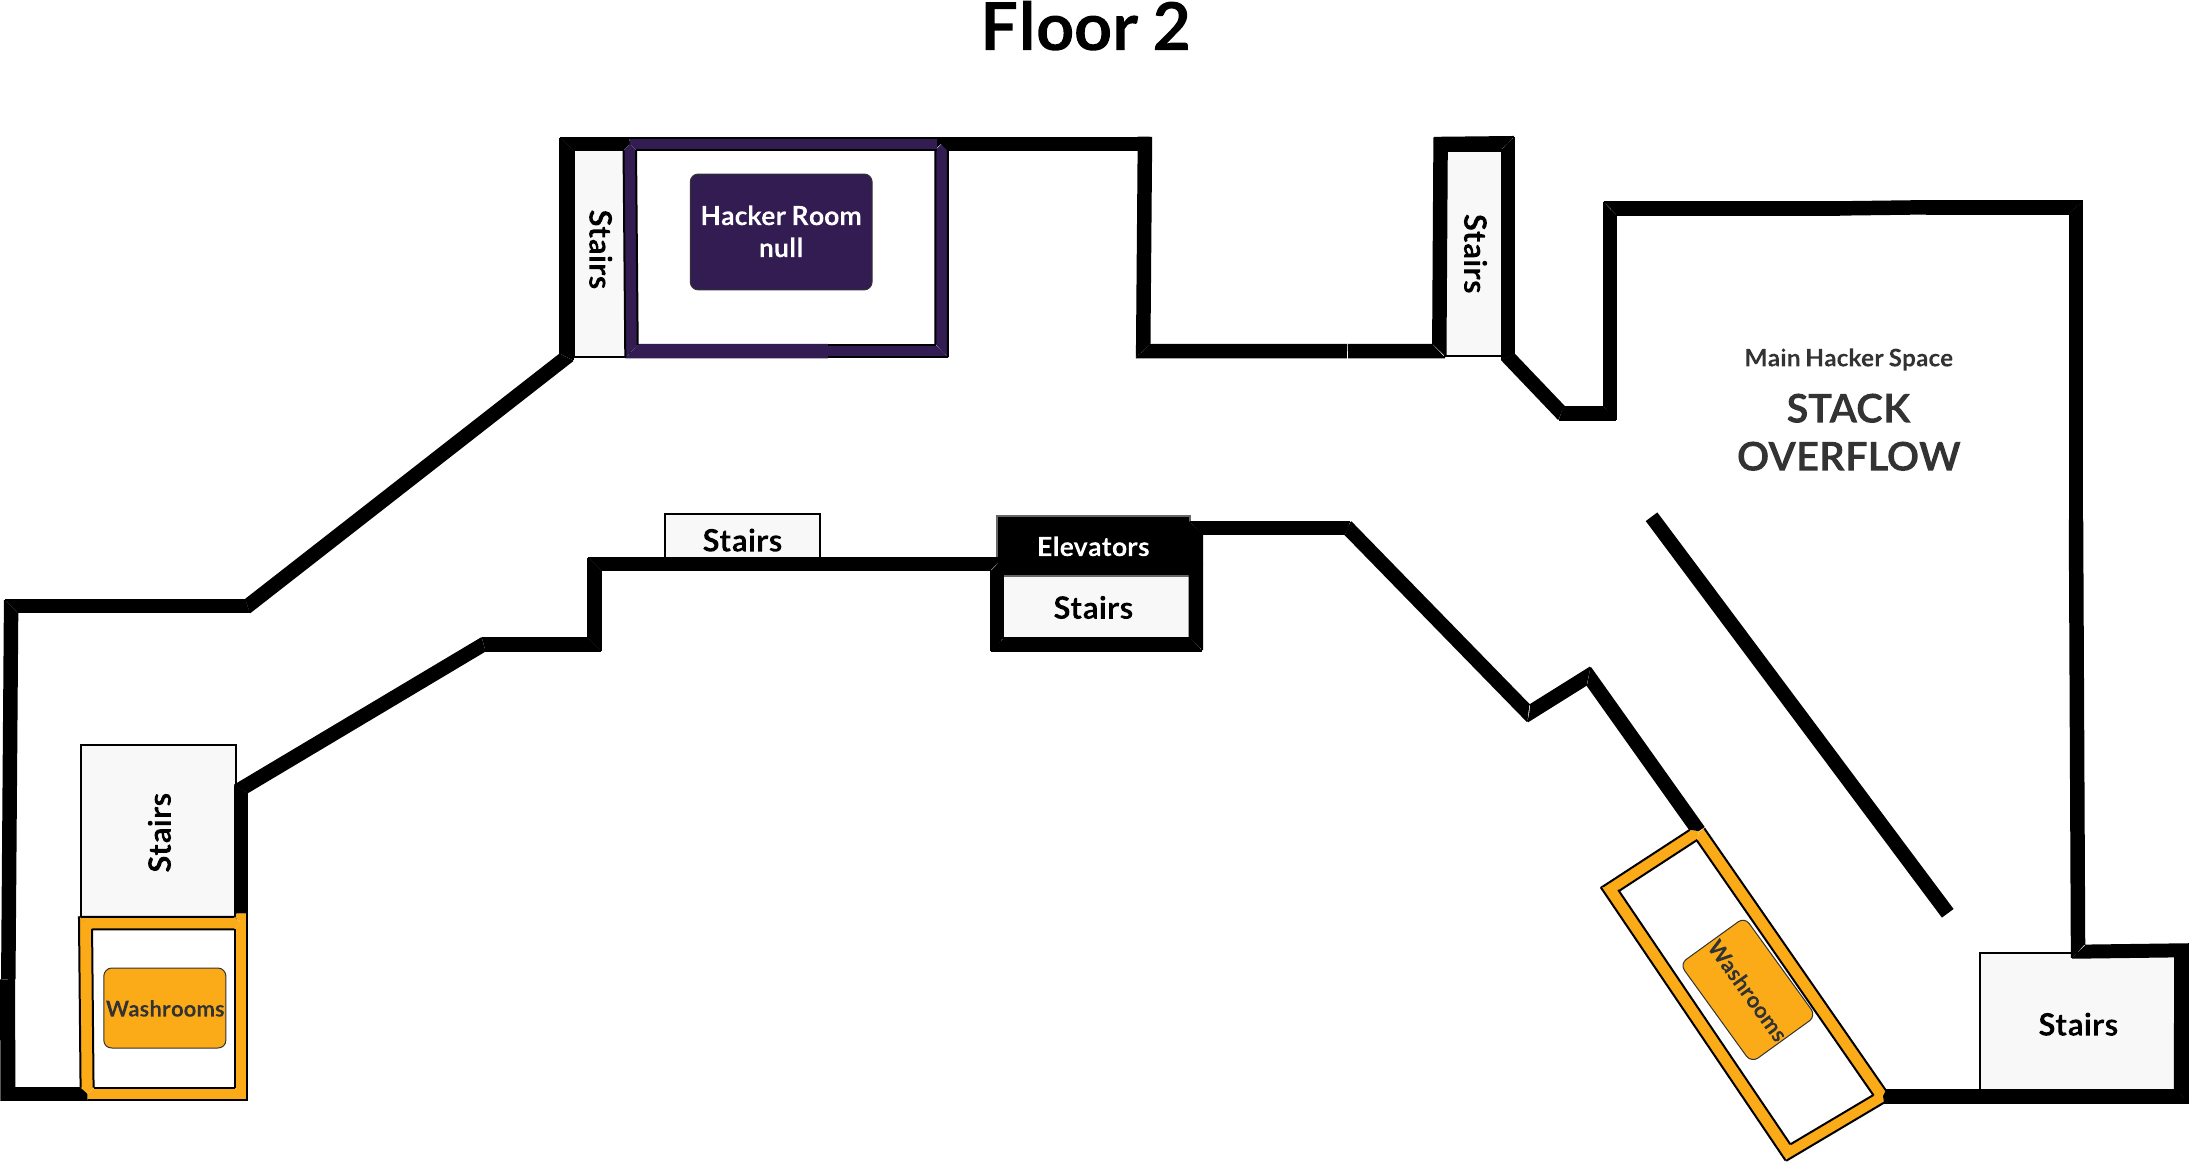 Floor 2
Stairs
Hacker Room
null
Stairs
Main Hacker Space
STACK
OVERFLOW
Stairs
Elevators
Stairs
Stairs
Washrooms
Washrooms
Stairs